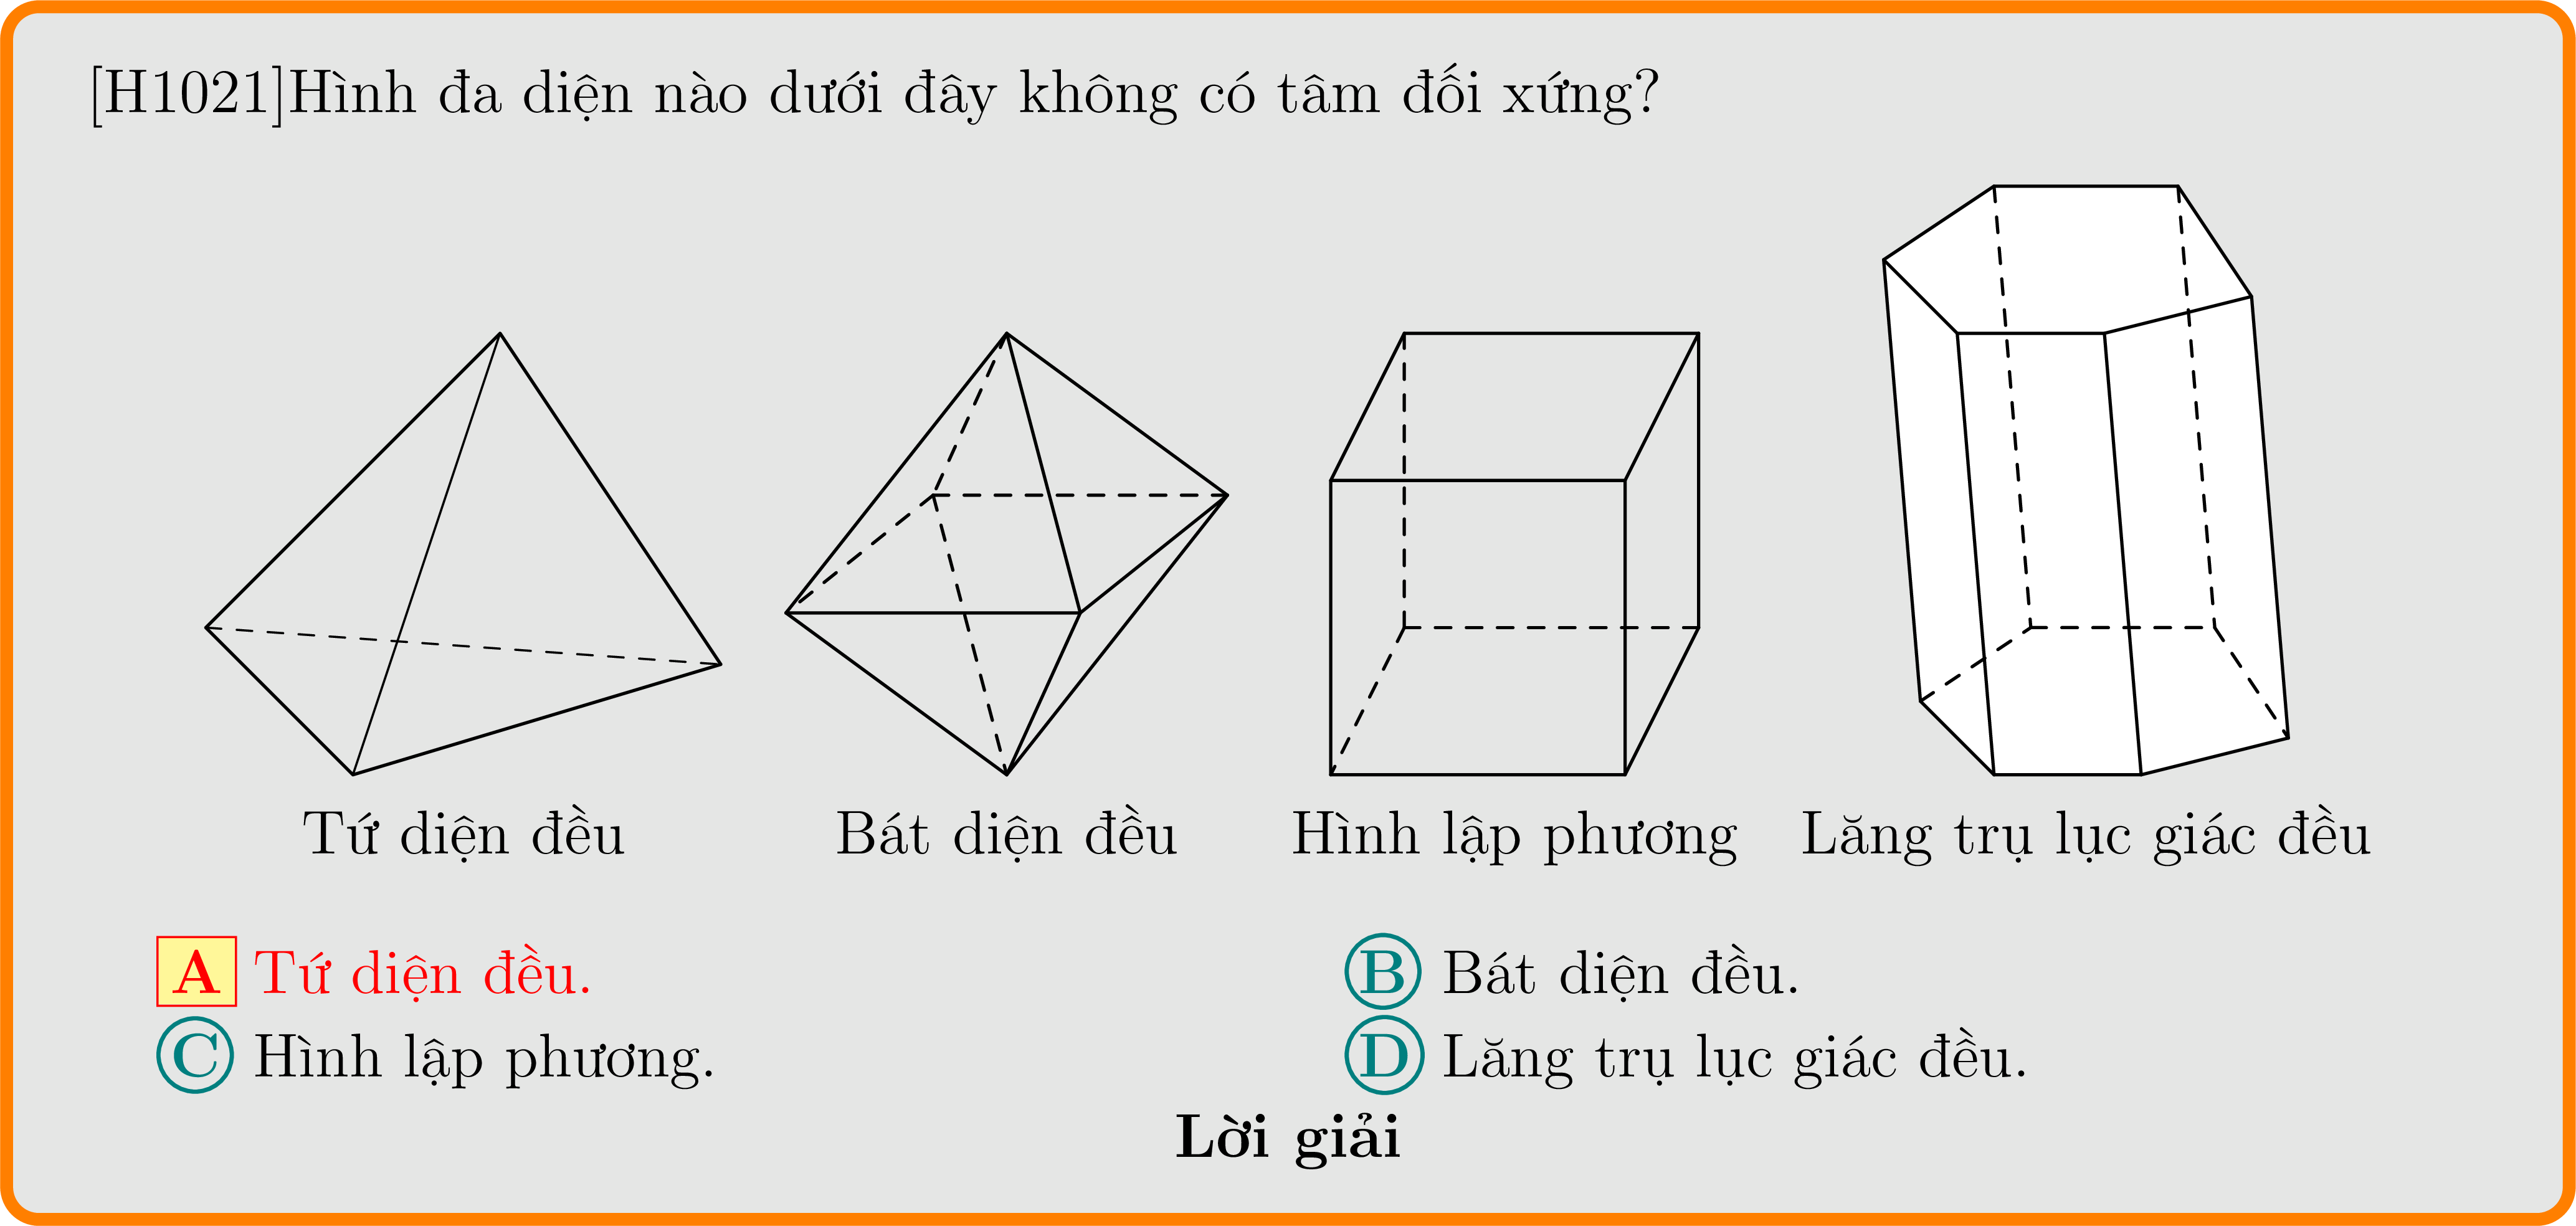 [H1021]Hình đa diện nào dưới đây không có tâm đối xứng?
Tứ diện đều Bát diện đều Hình lập phương Lăng trụ lục giác đều
A Tứ diện đều. B Bát diện đều.
C Hình lập phương. D Lăng trụ lục giác đều.
Lời giải